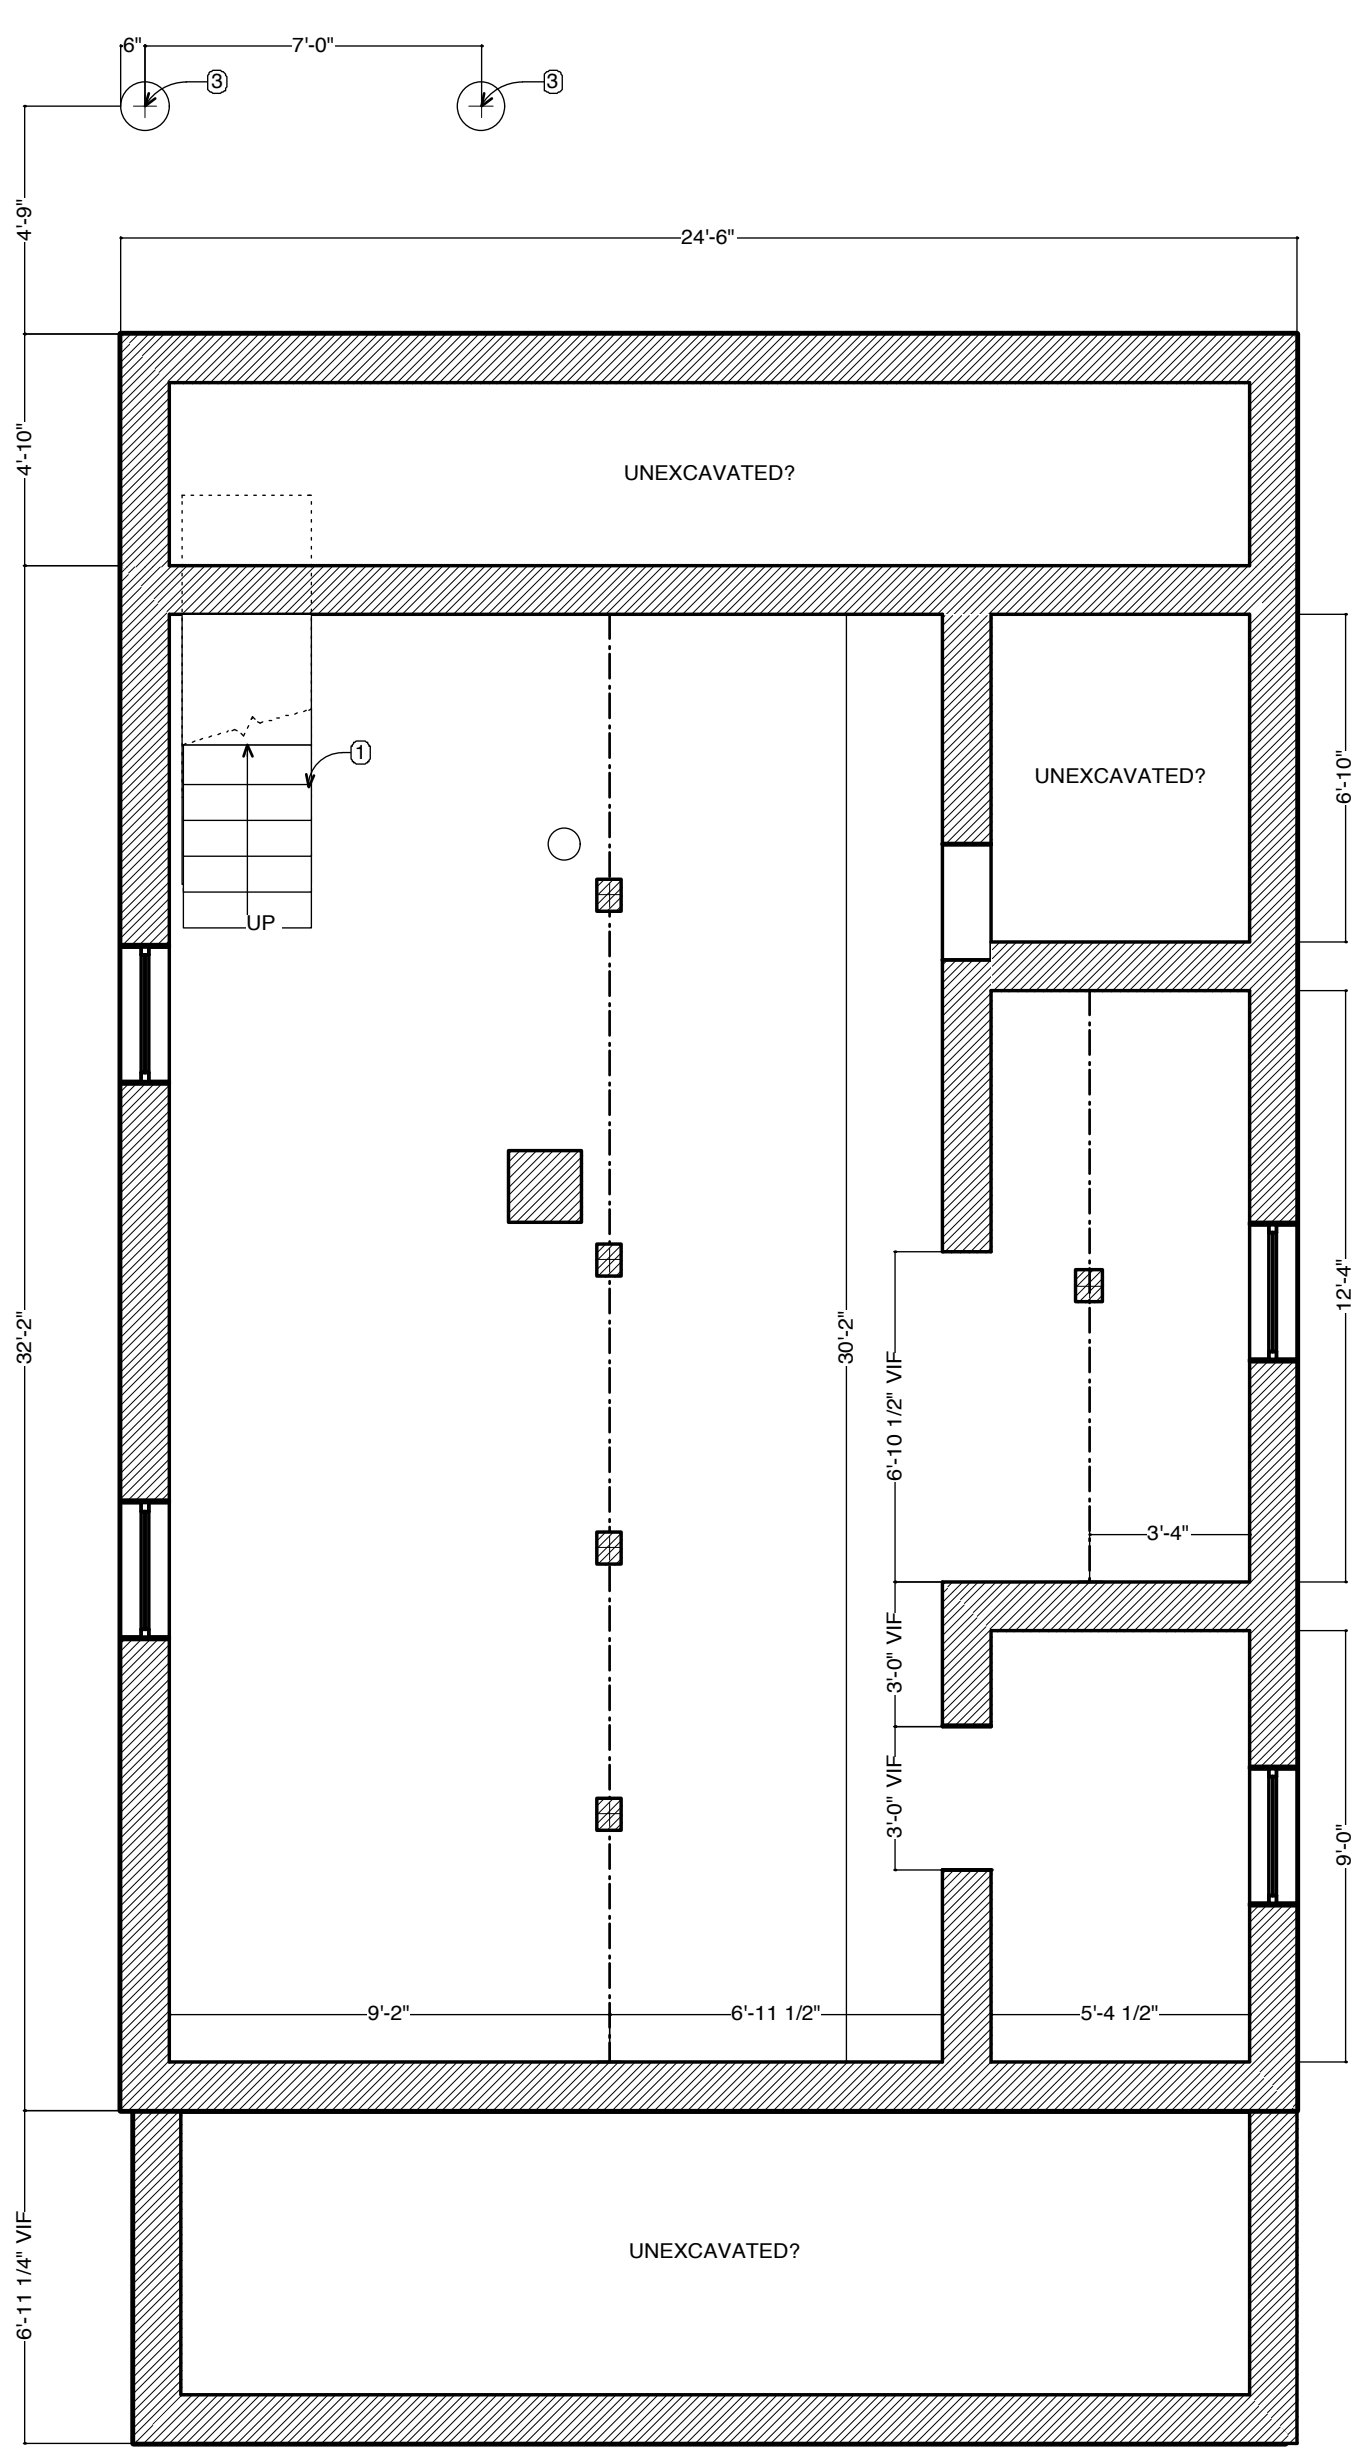 6"
7'-0"
3
3
4'-9"
24'-6"
4'-10"
UNEXCAVATED?
1
UNEXCAVATED?
6'-10"
UP
32'-2"
30'-2"
6'-10 1/2" VIF
12'-4"
3'-4"
3'-0" VIF
3'-0" VIF
9'-0"
9'-2"
6'-11 1/2"
5'-4 1/2"
6'-11 1/4" VIF
UNEXCAVATED?